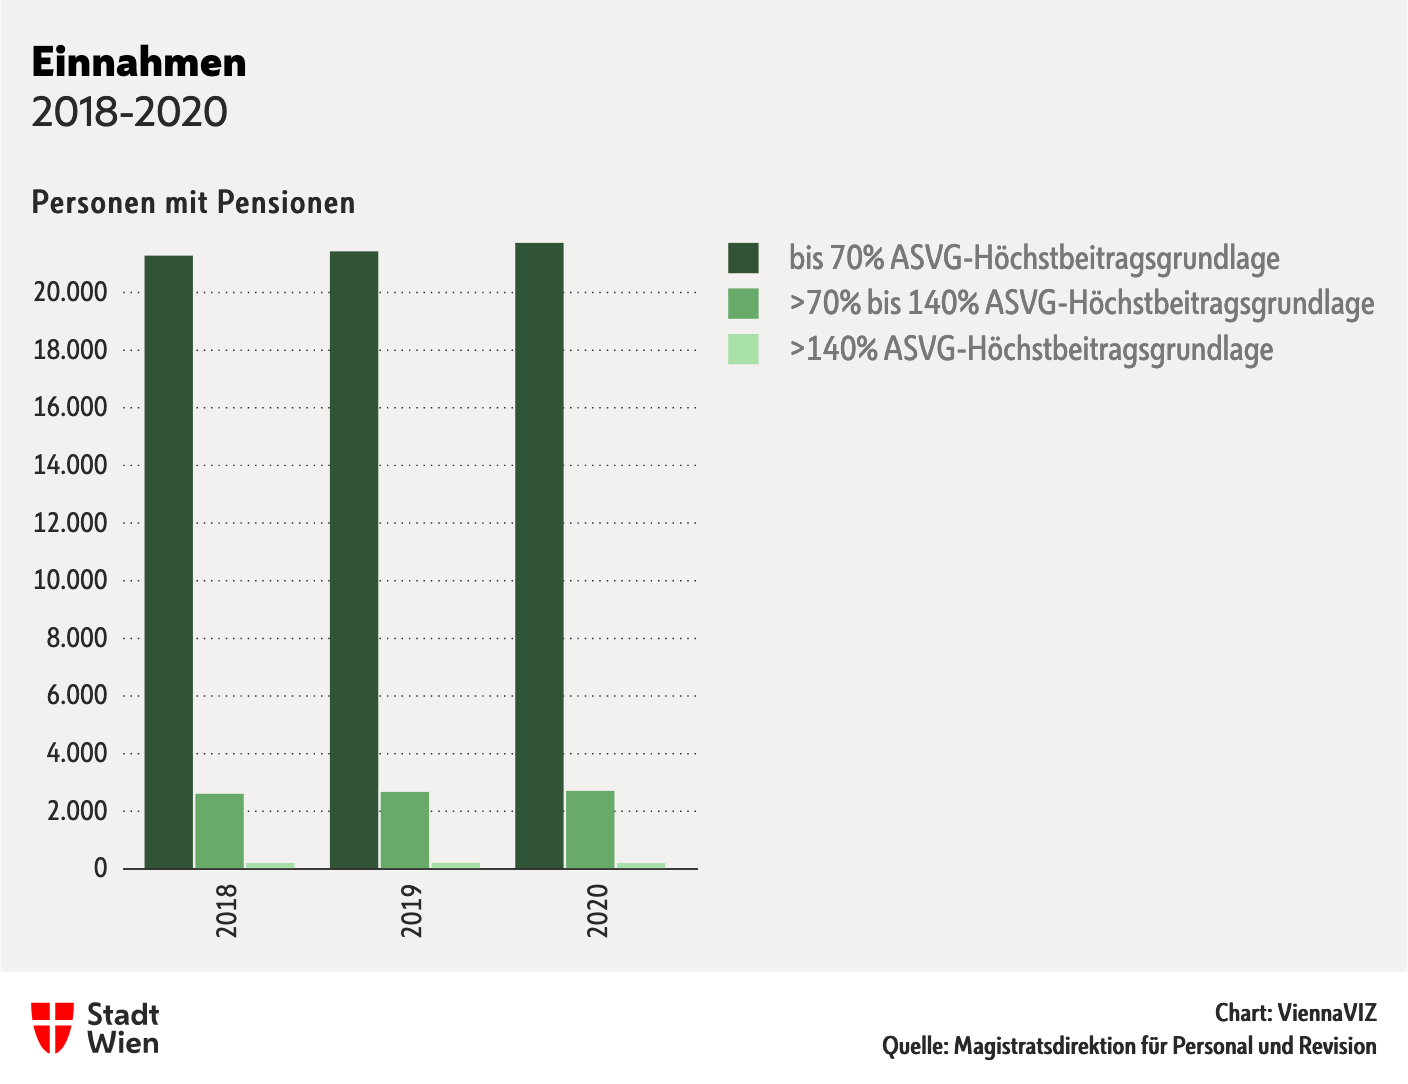 Einnahmen
2018-2020
Personen mit Pensionen
bis 70% ASVG-Höchstbeitragsgrundlage
>70% bis 140% ASVG-Höchstbeitragsgrundlage
>140% ASVG-Höchstbeitragsgrundlage
20.000
18.000
16.000
14.000
12.000
10.000
8.000
6.000
4.000
2.000
0
2018
2019
2020
Stadt
Wien
Chart: ViennaVIZ
Quelle: Magistratsdirektion für Personal und Revision